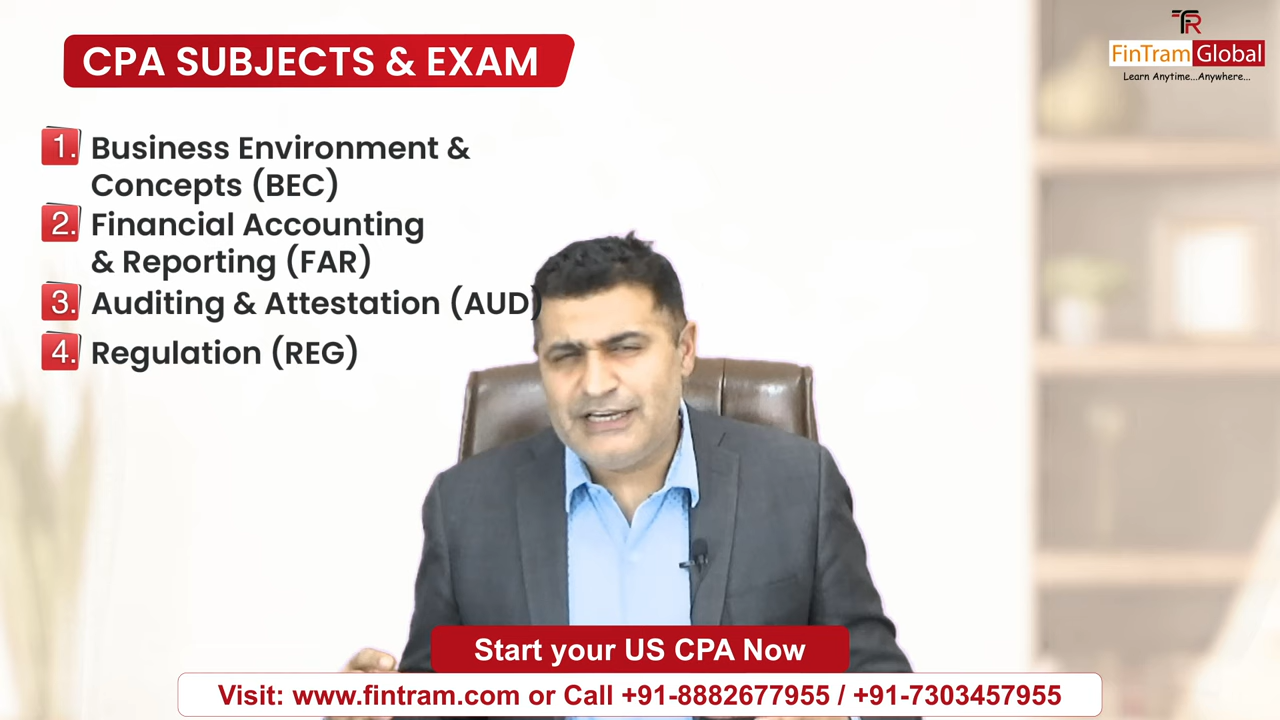 CPA SUBJECTS & EXAM
TFR
FinTram Global
Learn Anytime...Anywhere...
1. Business Environment &
Concepts (BEC)
2. Financial Accounting
& Reporting (FAR)
3. Auditing & Attestation (AUD)
4. Regulation (REG)
Start your US CPA Now
Visit: www.fintram.com or Call +91-8882677955 / +91-7303457955